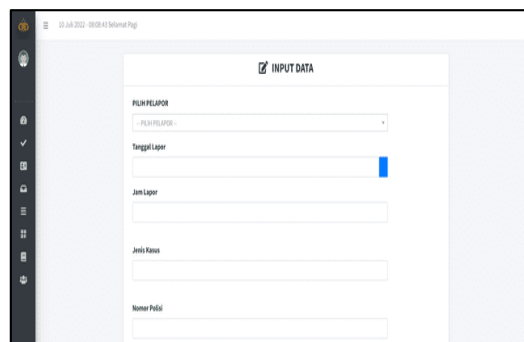 10 Juli 2022 - 08:08:43 Selamat Pagi
INPUT DATA
PILIH PELAPOR
-- PILIH PELAPOR --
Tanggal Lapor
Jam Lapor
Jenis Kasus
Nomor Polisi